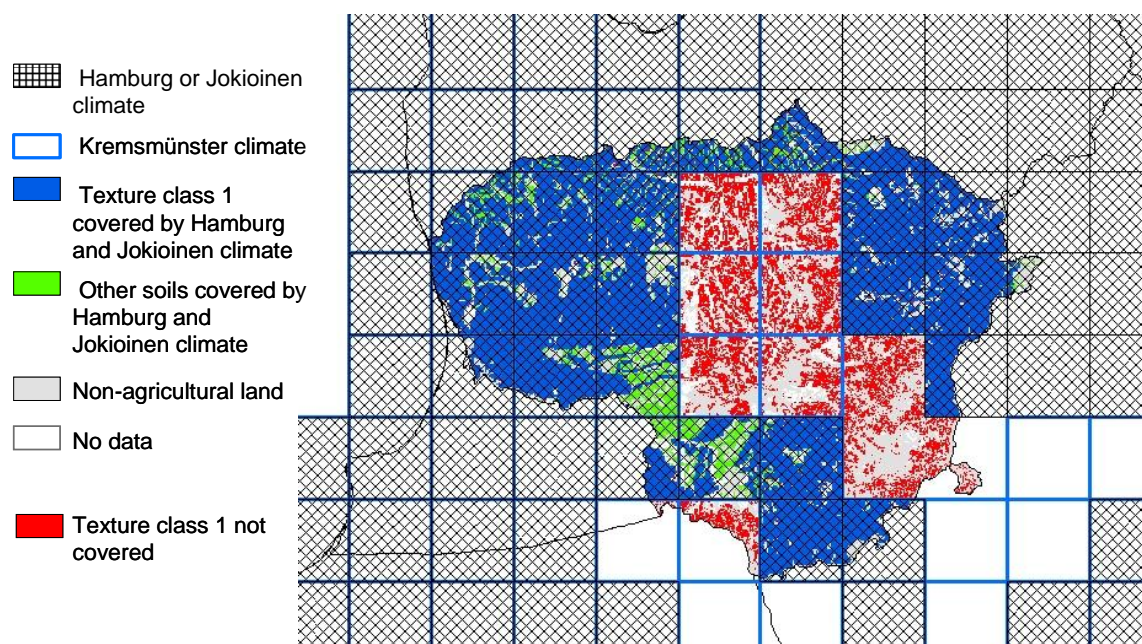 Hamburg or Jokioinen
climate
Kremsmünster climate
Texture class 1
covered by Hamburg
and Jokioinen climate
Other soils covered by
Hamburg and
Jokioinen climate
Non-agricultural land
No data
Texture class 1 not
covered